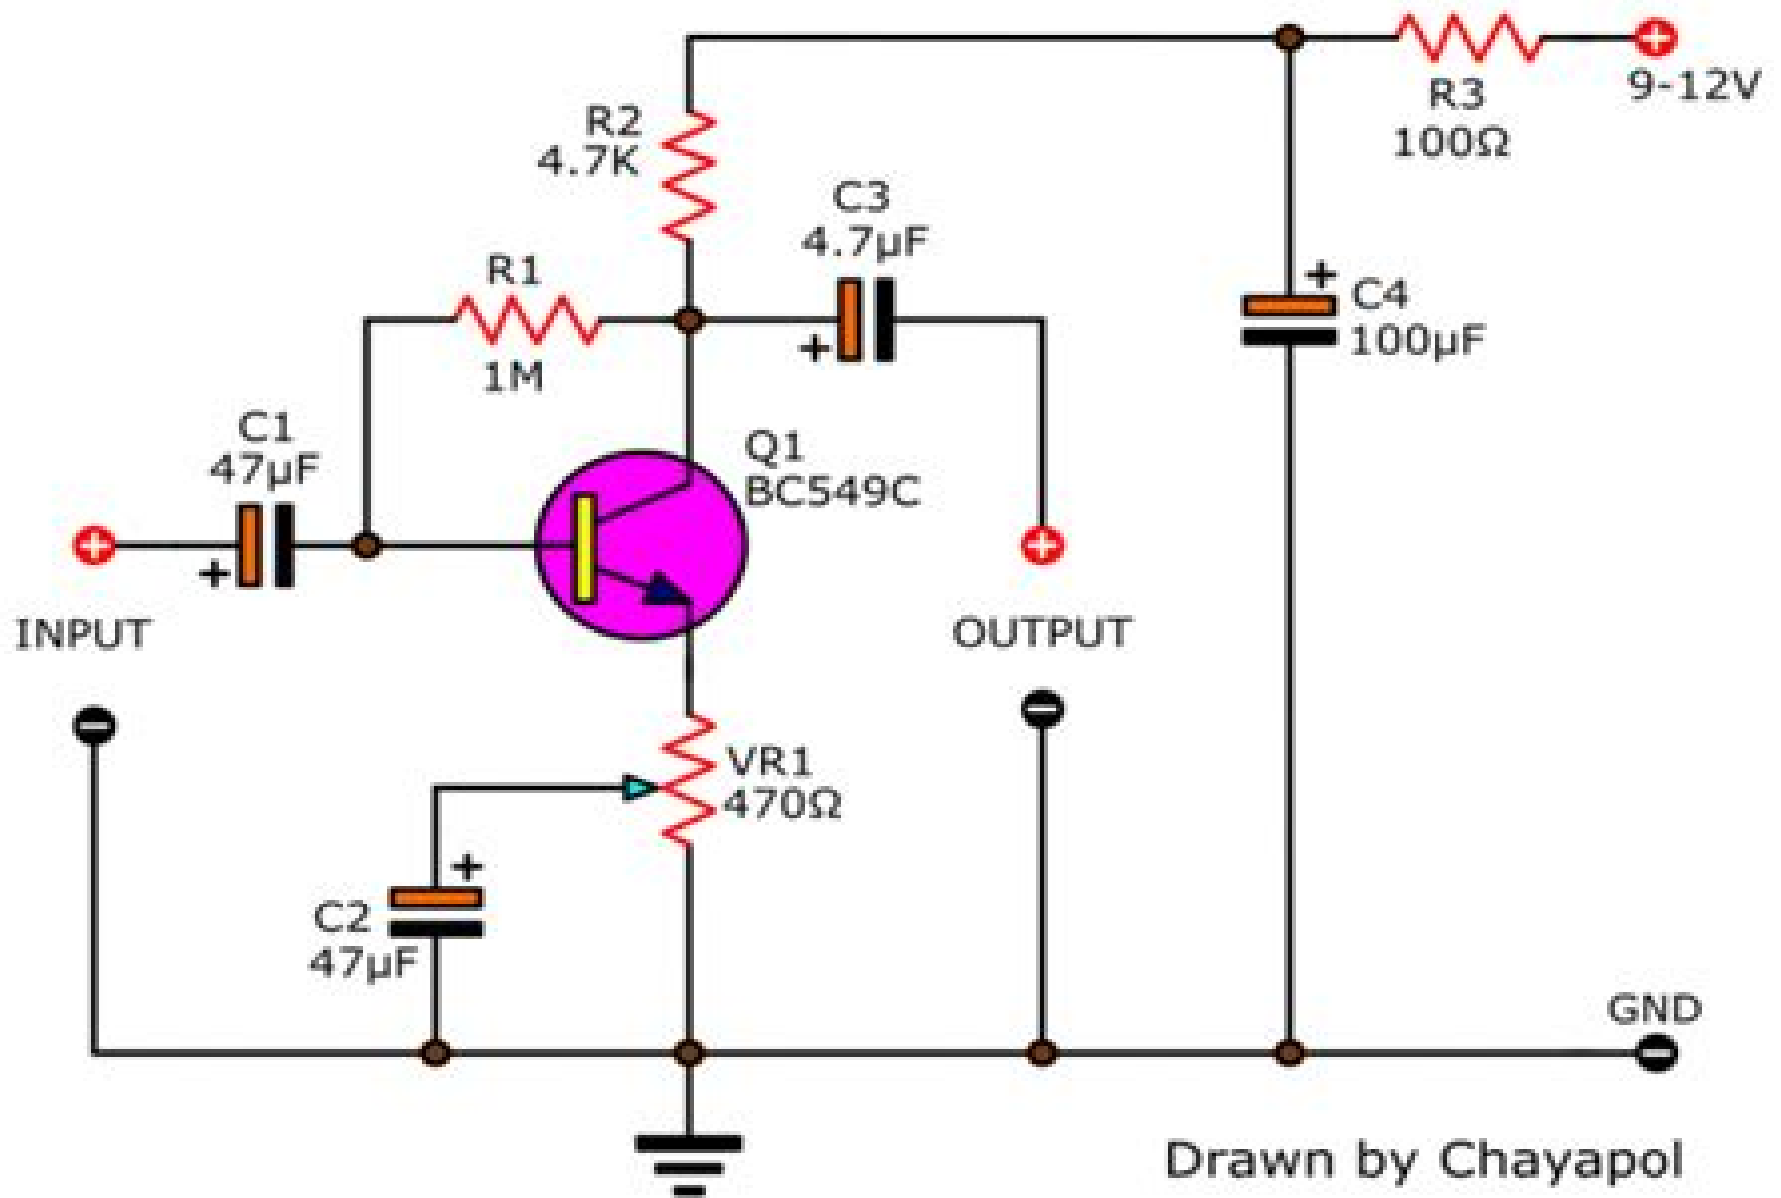 R3
100Ω
9-12V
R2
4.7K
C3
4.7µF
R1
1M
+
C4
100µF
+
C1
47µF
+
Q1
BC549C
INPUT
OUTPUT
VR1
470Ω
+
C2
47µF
GND
Drawn by Chayapol